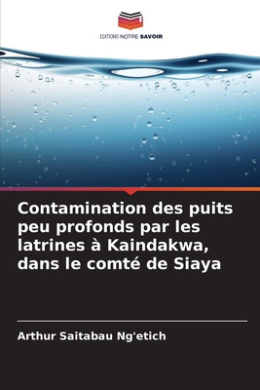 EDITIONS NOTRE SAVOIR
Contamination des puits
peu profonds par les
latrines à Kaindakwa,
dans le comté de Siaya
Arthur Saitabau Ng'etich